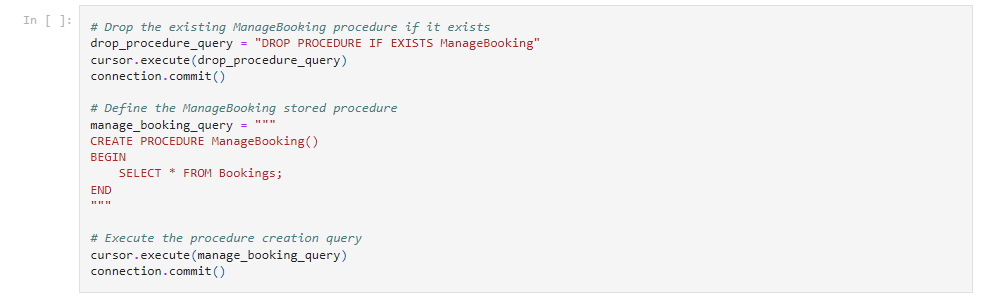 In [ ]:
# Drop the existing ManageBooking procedure if it exists
drop_procedure_query = "DROP PROCEDURE IF EXISTS ManageBooking"
cursor.execute(drop_procedure_query)
connection.commit()

# Define the ManageBooking stored procedure
manage_booking_query = """
CREATE PROCEDURE ManageBooking()
BEGIN
    SELECT * FROM Bookings;
END
"""

# Execute the procedure creation query
cursor.execute(manage_booking_query)
connection.commit()